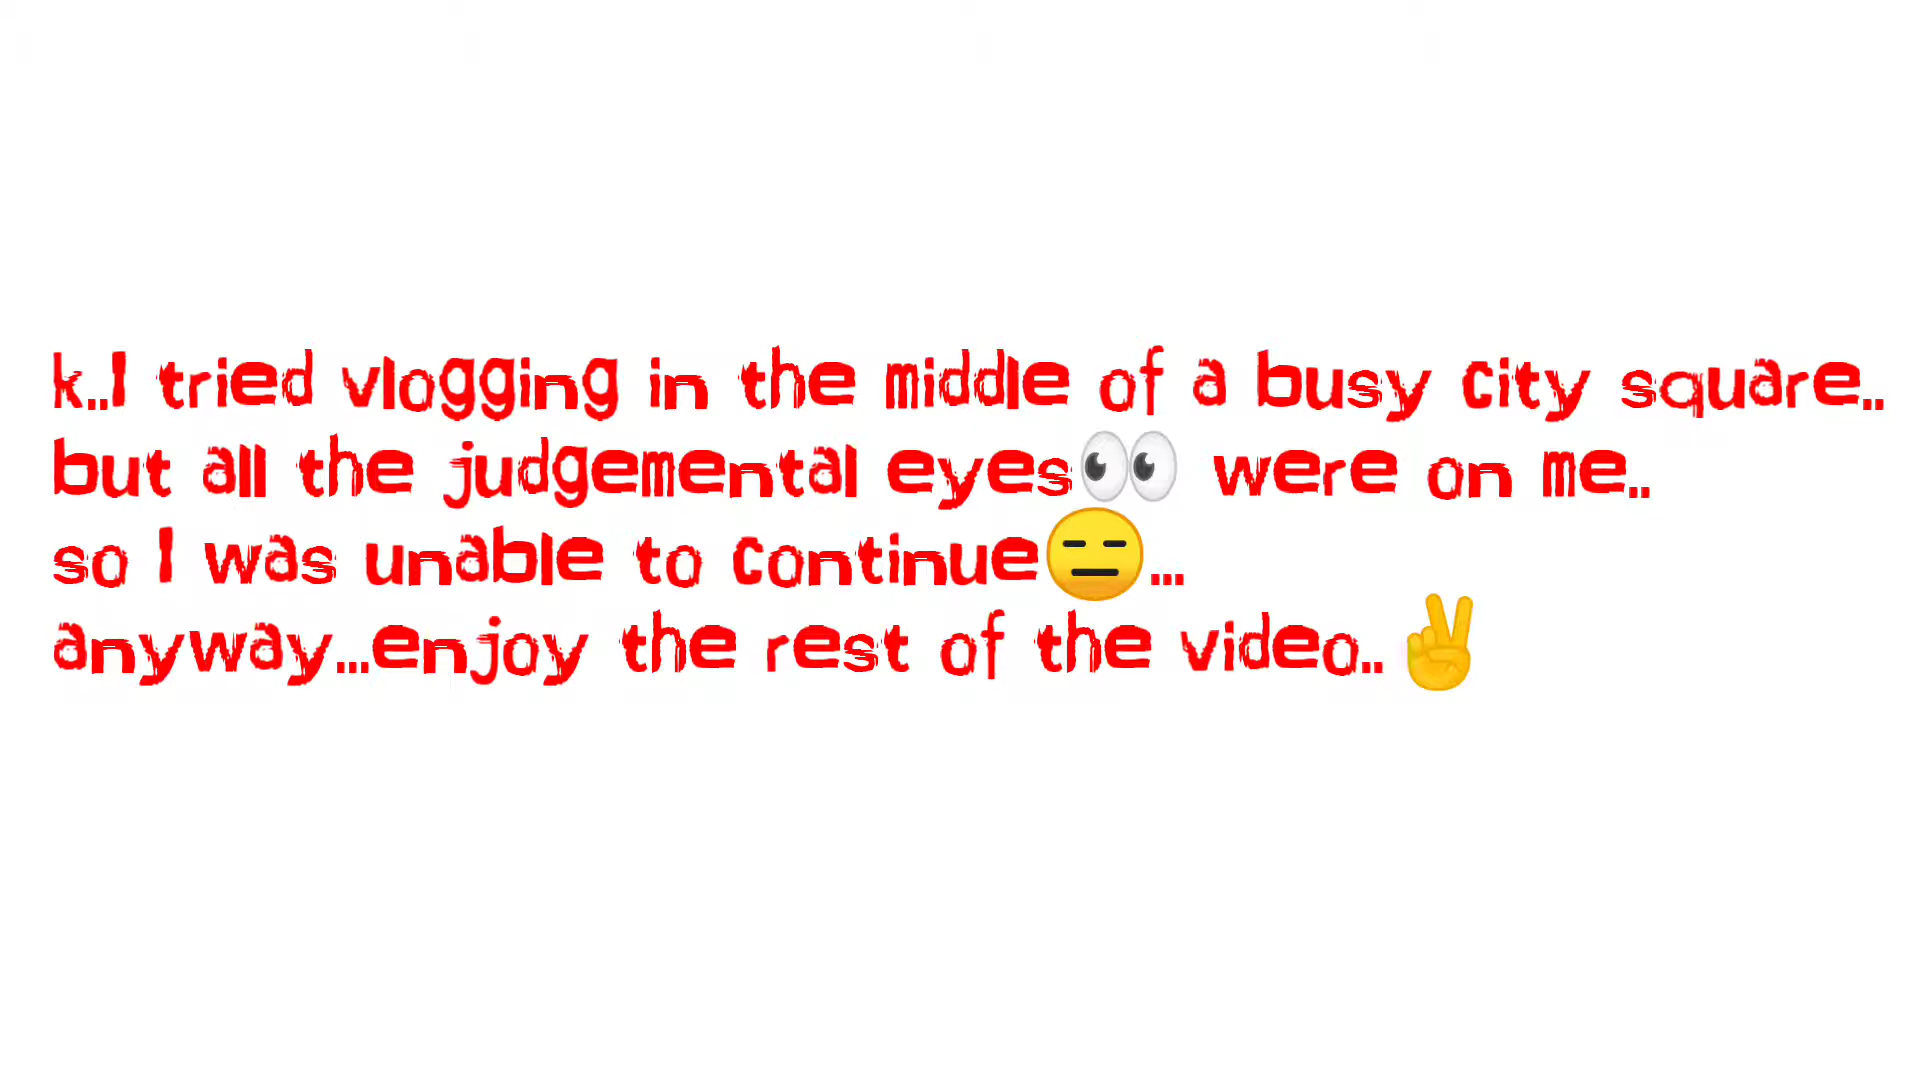 k..I tried vlogging in the middle of a busy city square..
but all the judgemental eyes👀 were on me..
so I was unable to continue😑...
anyway...enjoy the rest of the video..✌